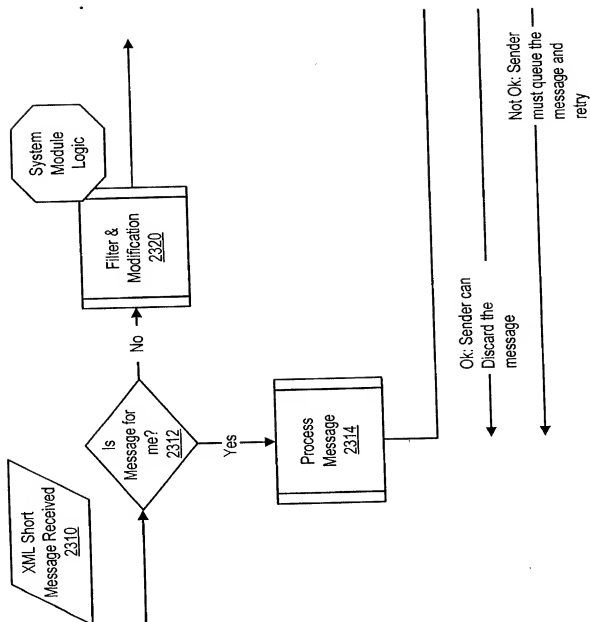 XML Short
Message Received
2310
Is
Message for
me?
2312
No
Yes
Process
Message
2314
Filter &
Modification
2320
System
Module
Logic
Ok: Sender can
Discard the
message
Not Ok: Sender
must queue the
message and
retry